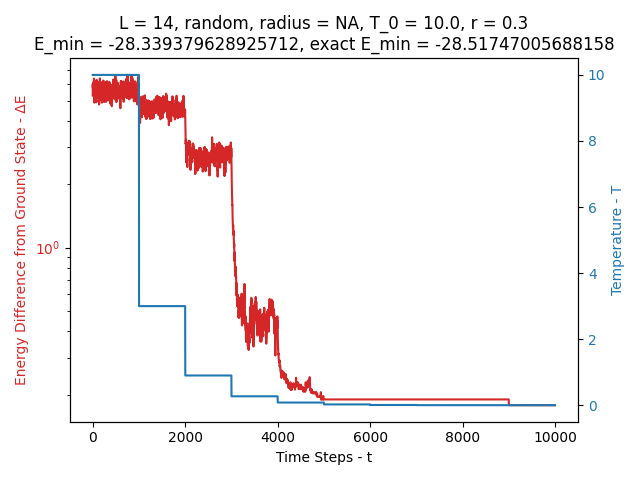 L = 14, random, radius = NA, T_0 = 10.0, r = 0.3
E_min = -28.339379628925712, exact E_min = -28.51747005688158
Energy Difference from Ground State - ΔE
10⁰
10
8
6
4
2
0
Temperature - T
0 2000 4000 6000 8000 10000
Time Steps - t